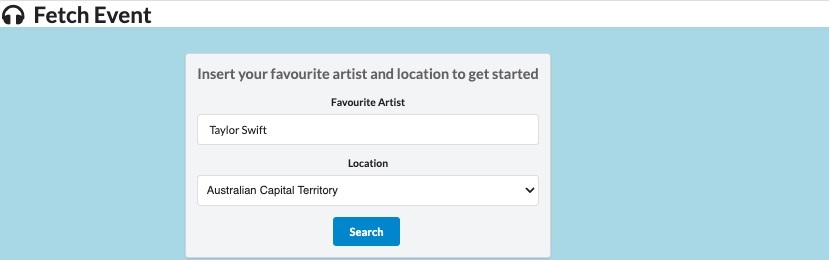 Fetch Event
Insert your favourite artist and location to get started
Favourite Artist
Taylor Swift
Location
Australian Capital Territory
Search